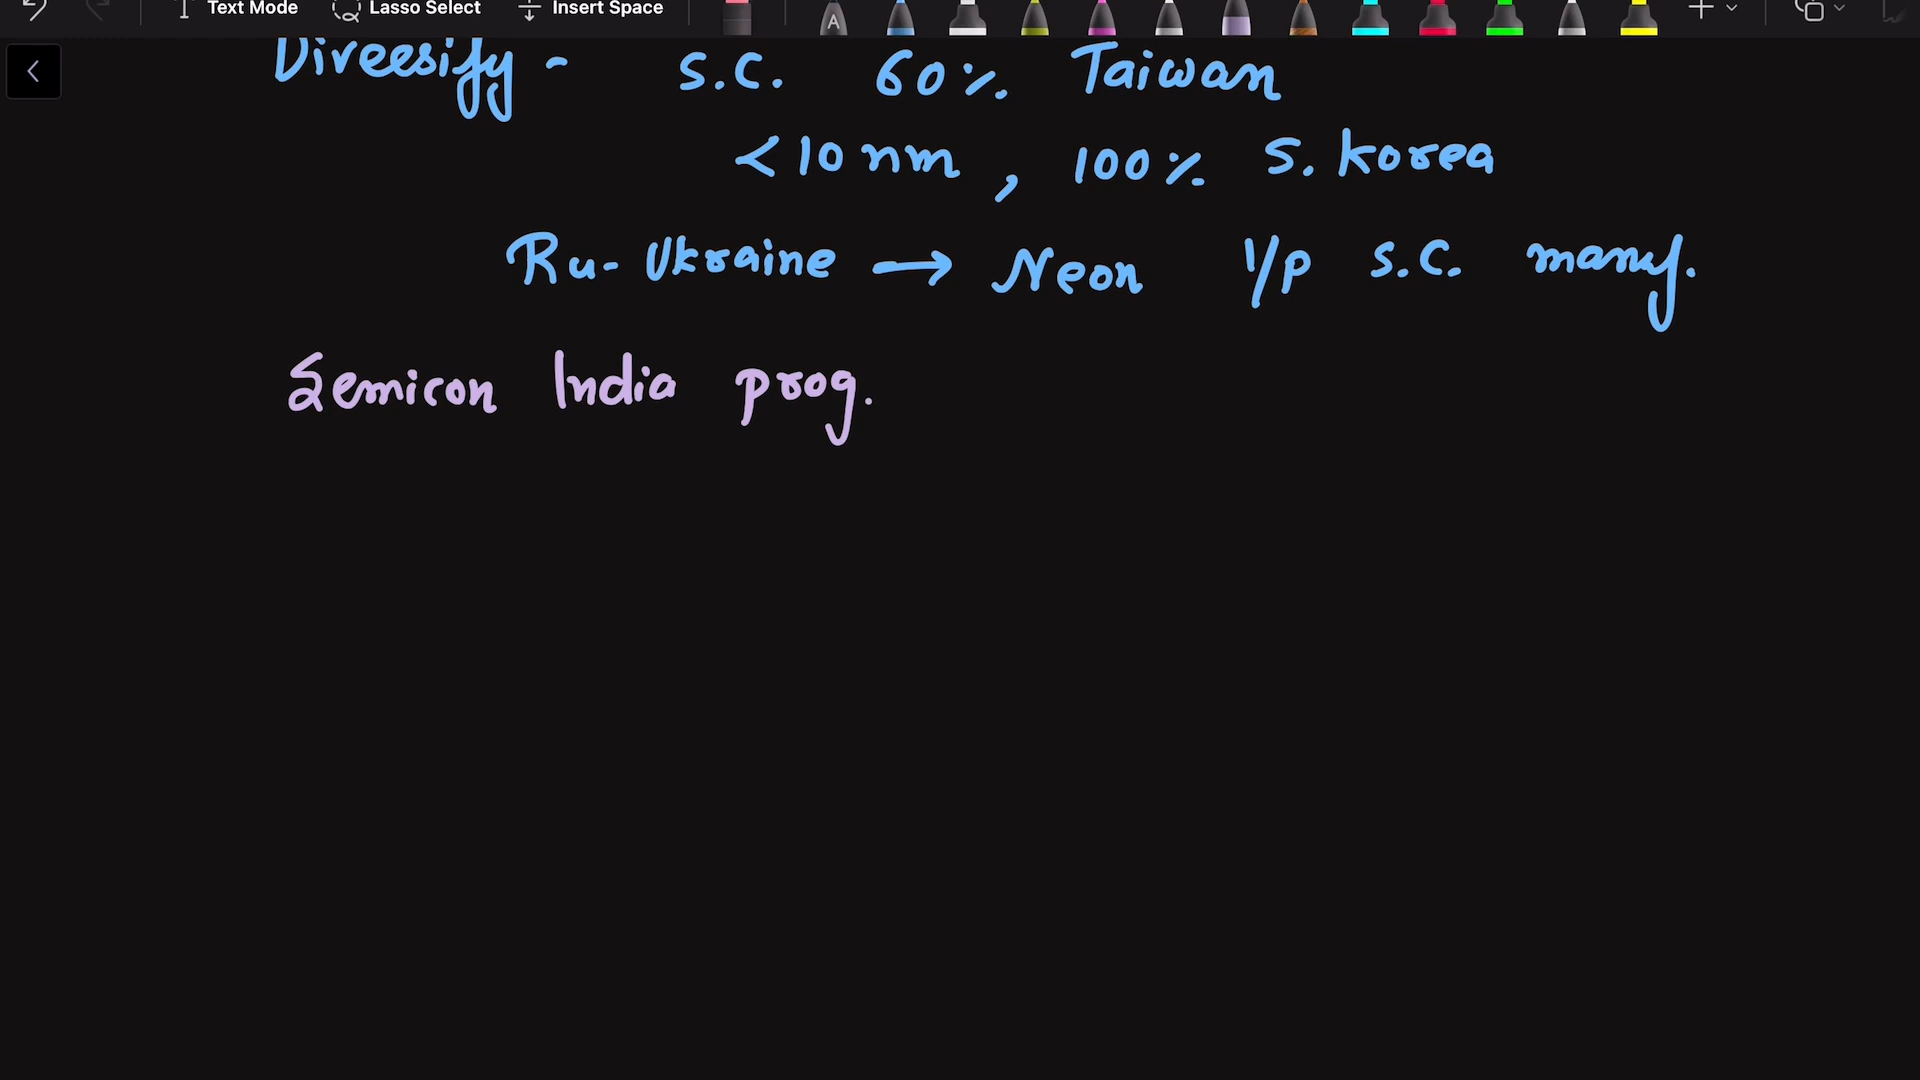 Text Mode Lasso Select Insert Space A
Diversify - S.C. 60% Taiwan
<10 nm, 100% S. Korea
Ru-Ukraine → Neon I/P S.C. manuf.
Semicon India prog.